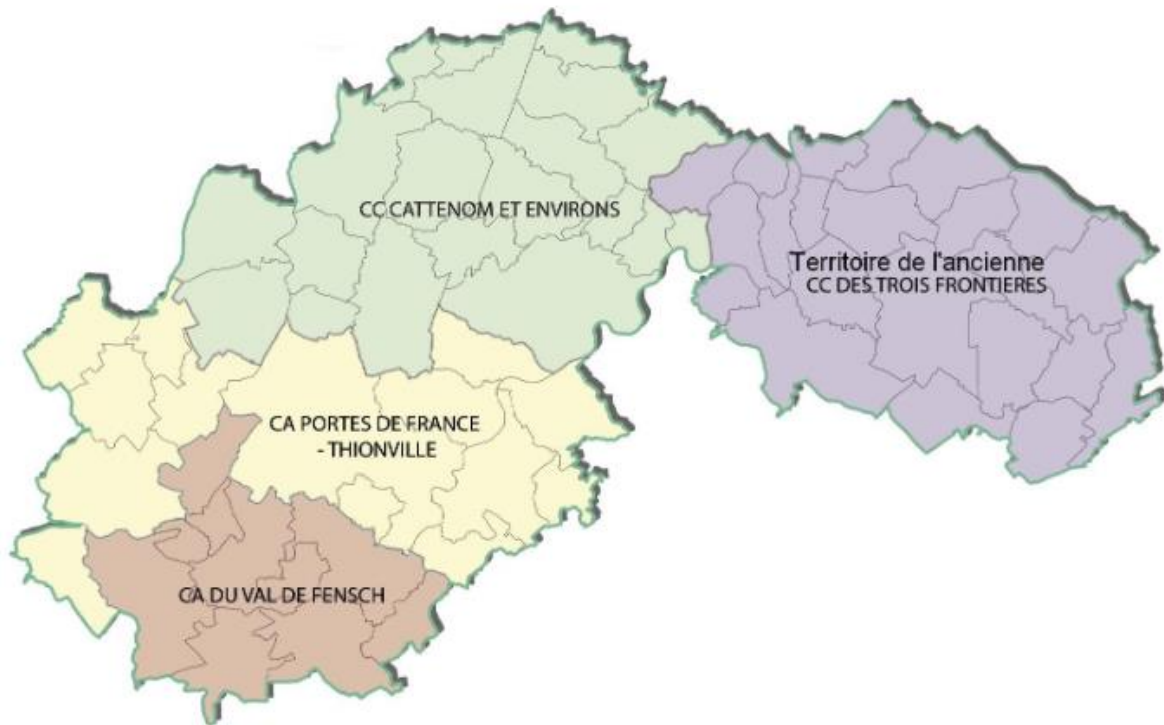 CC CATTENOM ET ENVIRONS
Territoire de l'ancienne
CC DES TROIS FRONTIERES
CA PORTES DE FRANCE
- THIONVILLE
CA DU VAL DE FENSCH